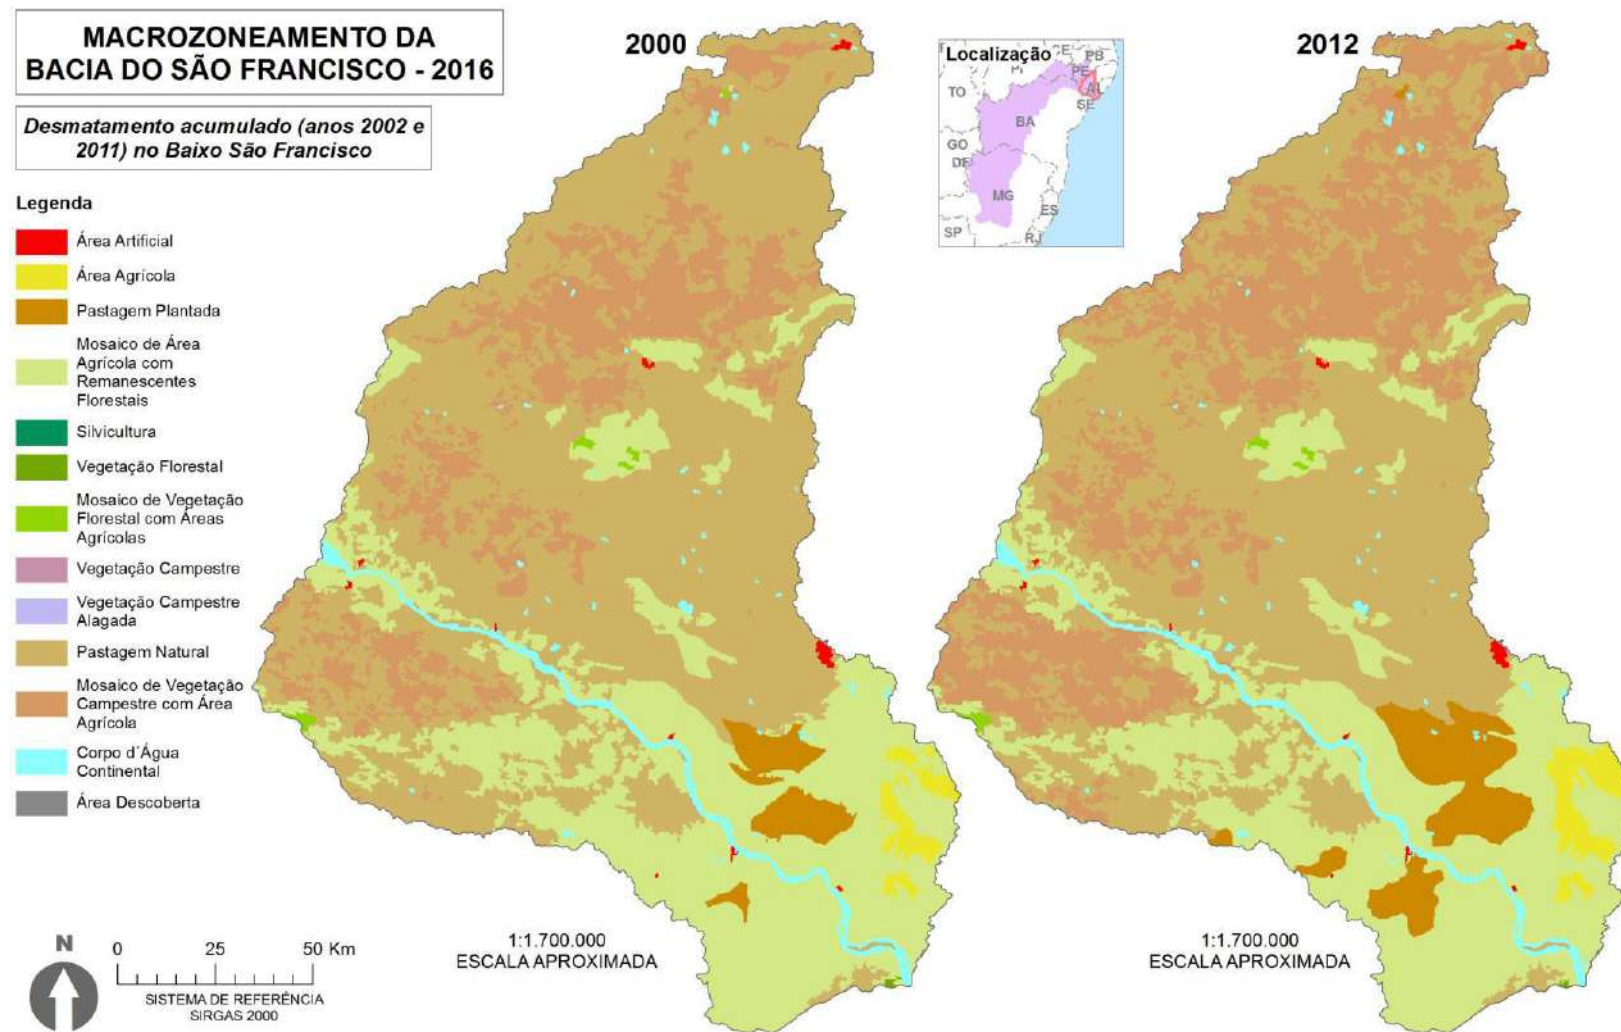 MACROZONEAMENTO DA
BACIA DO SÃO FRANCISCO - 2016
Desmatamento acumulado (anos 2002 e
2011) no Baixo São Francisco
Legenda
Área Artificial
Área Agrícola
Pastagem Plantada
Mosaico de Área
Agrícola com
Remanescentes
Florestais
Silvicultura
Vegetação Florestal
Mosaico de Vegetação
Florestal com Áreas
Agrícolas
Vegetação Campestre
Vegetação Campestre
Alagada
Pastagem Natural
Mosaico de Vegetação
Campestre com Área
Agrícola
Corpo d´Água
Continental
Área Descoberta
N
0 25 50 Km
SISTEMA DE REFERÊNCIA
SIRGAS 2000
2000
1:1.700.000
ESCALA APROXIMADA
Localização
CE
PB
PI
PE
TO
AL
SE
BA
GO
DF
MG
ES
SP
RJ
2012
1:1.700.000
ESCALA APROXIMADA